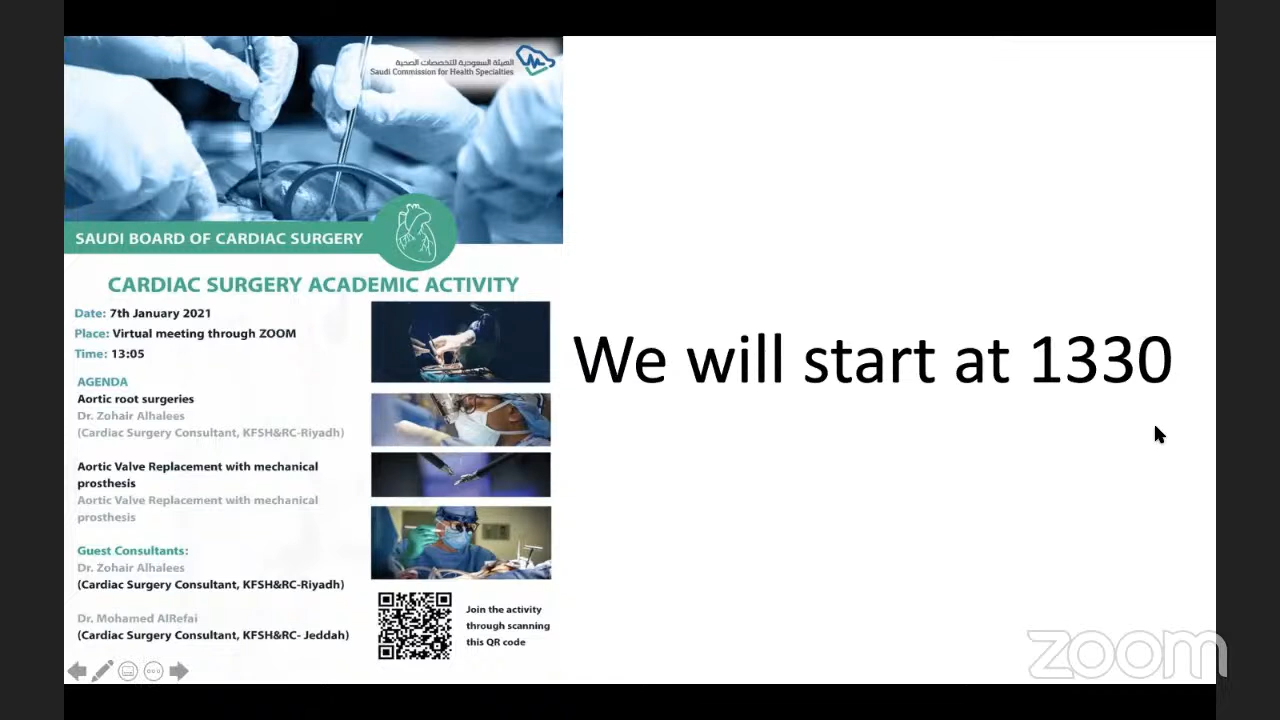 الهيئة السعودية للتخصصات الصحية
Saudi Commission for Health Specialties
SAUDI BOARD OF CARDIAC SURGERY
CARDIAC SURGERY ACADEMIC ACTIVITY
Date: 7th January 2021
Place: Virtual meeting through ZOOM
Time: 13:05
AGENDA
Aortic root surgeries
Dr. Zohair Alhalees
(Cardiac Surgery Consultant, KFSH&RC-Riyadh)
Aortic Valve Replacement with mechanical
prosthesis
Aortic Valve Replacement with mechanical
prosthesis
Guest Consultants:
Dr. Zohair Alhalees
(Cardiac Surgery Consultant, KFSH&RC-Riyadh)
Dr. Mohamed AlRefai
(Cardiac Surgery Consultant, KFSH&RC- Jeddah)
Join the activity
through scanning
this QR code
We will start at 1330
zoom